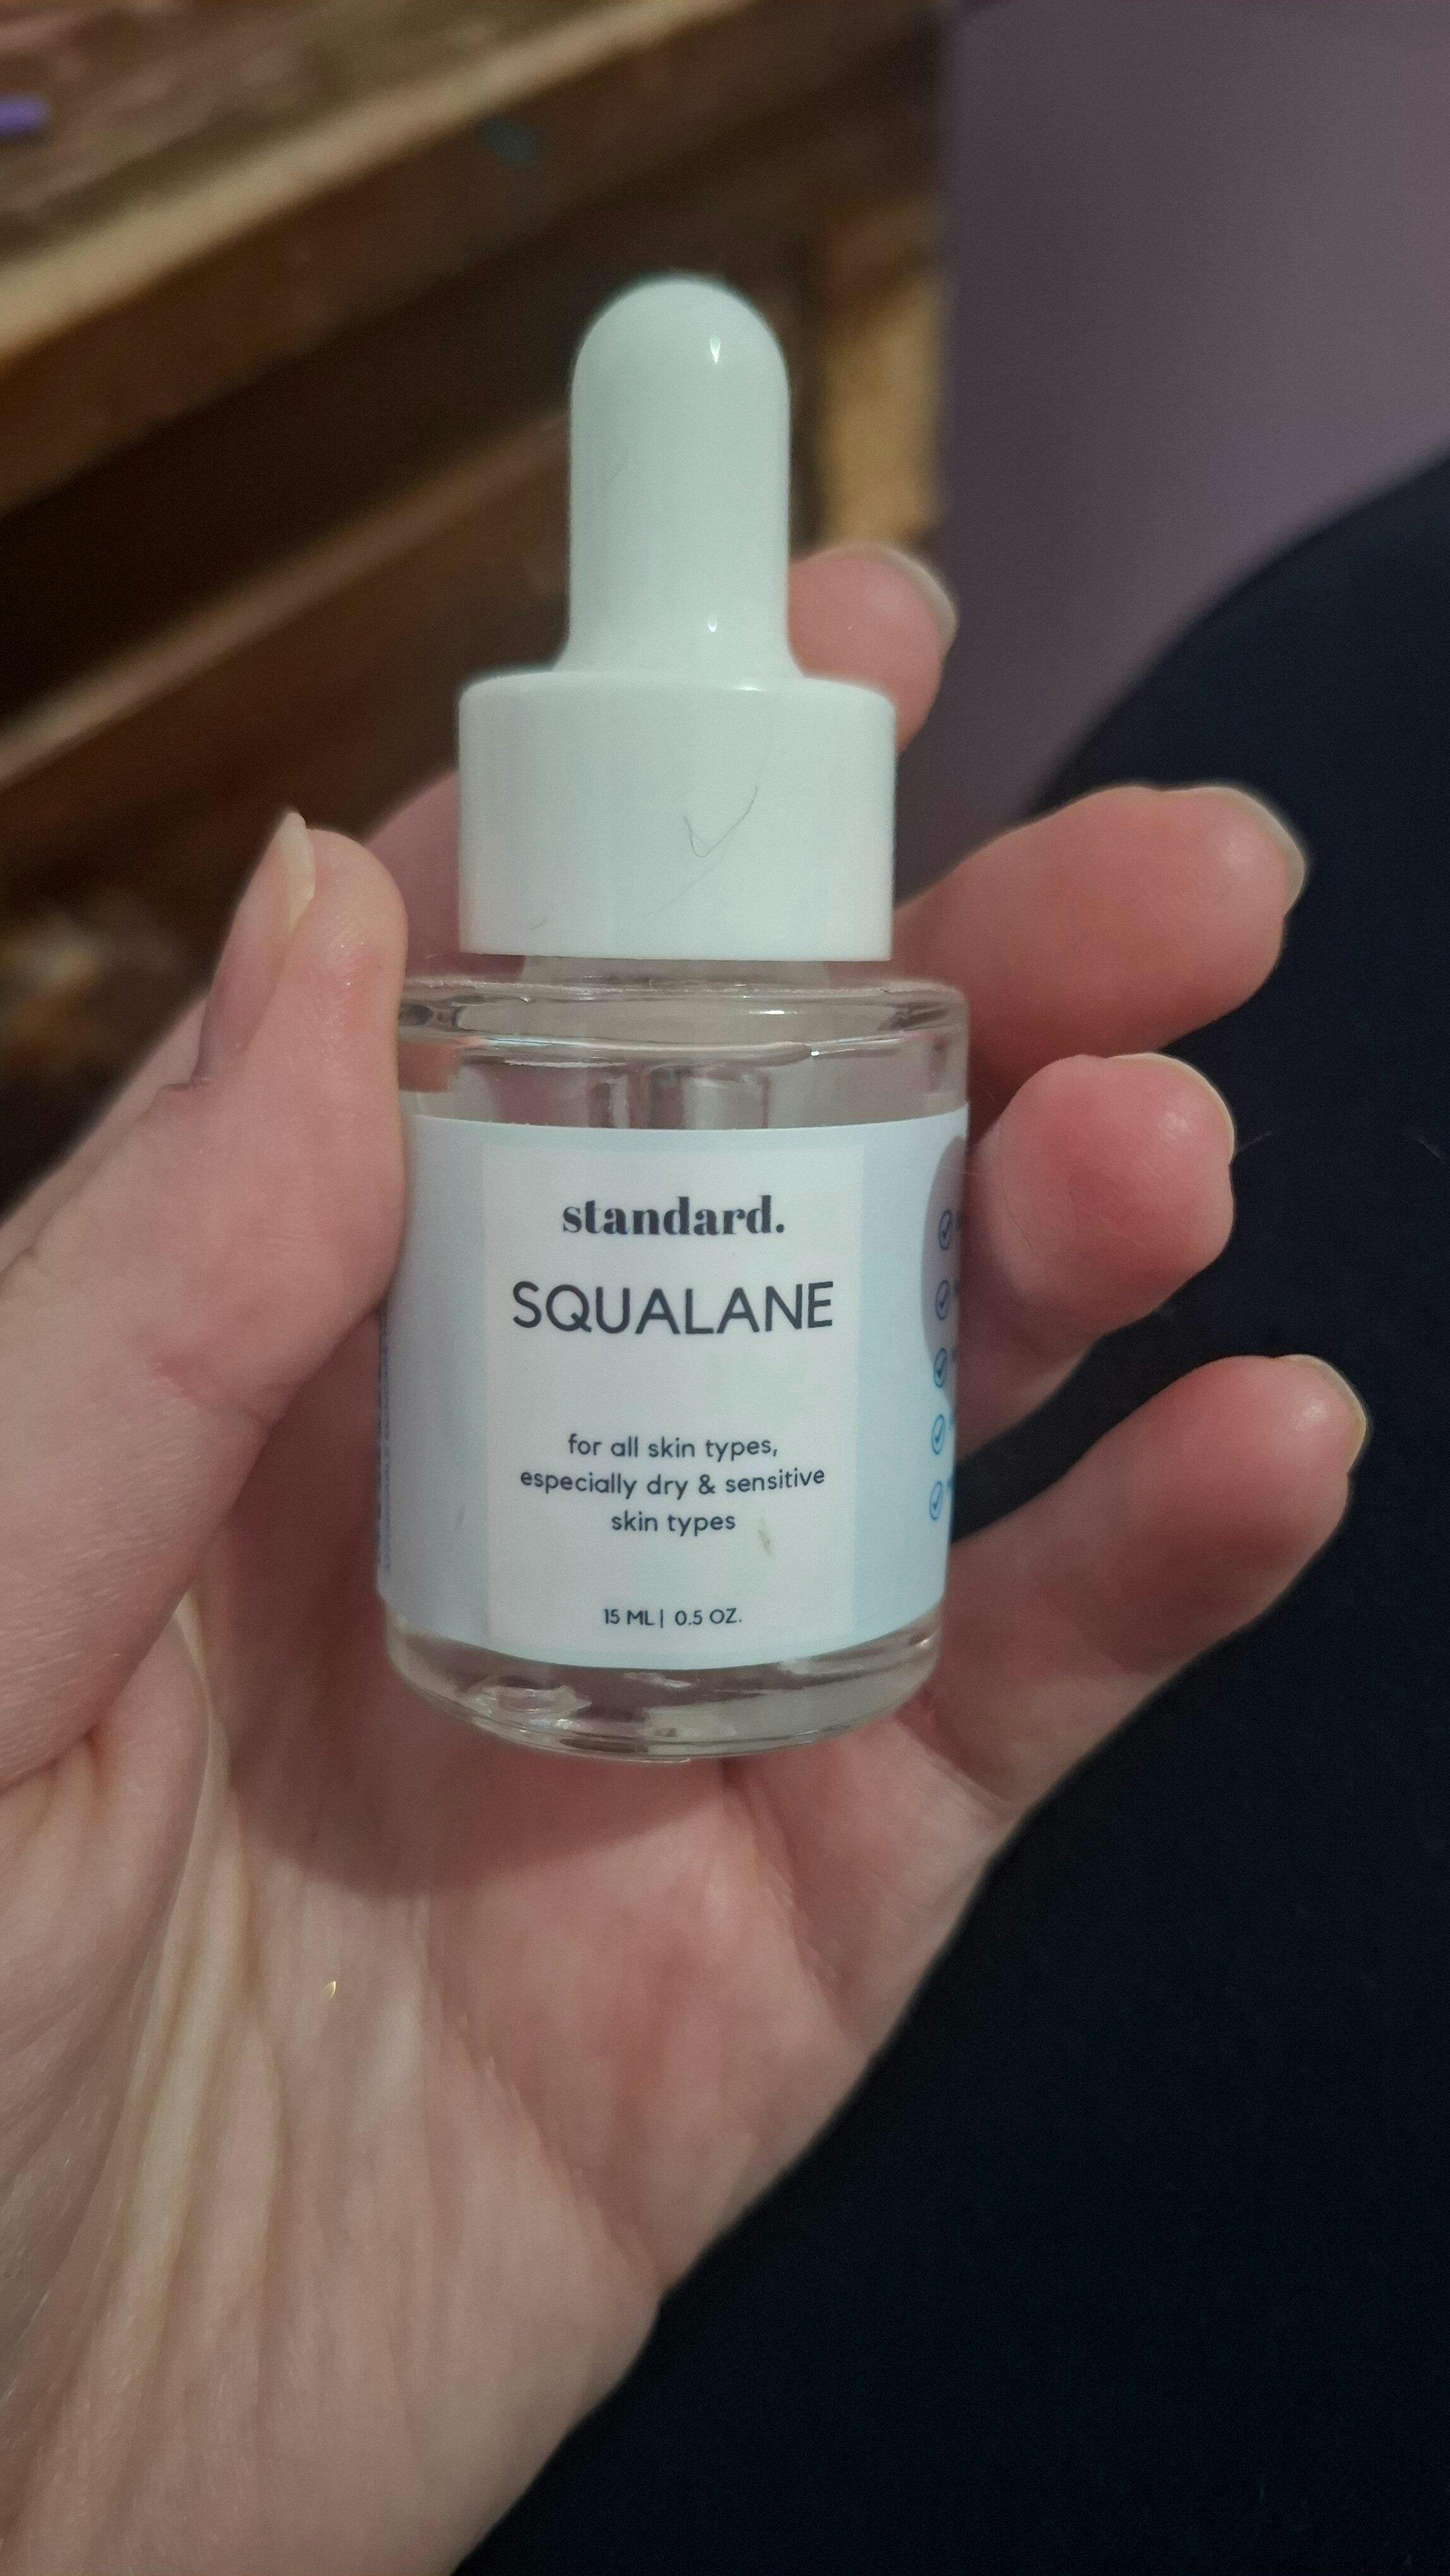 standard.
SQUALANE
for all skin types,
especially dry & sensitive
skin types
15 ML | 0.5 OZ.